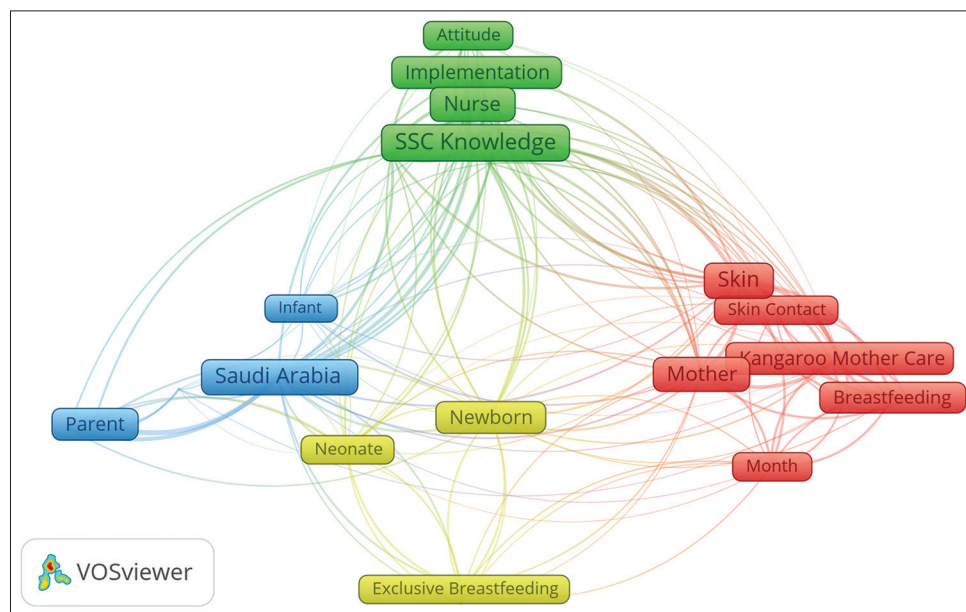 Attitude
Implementation
Nurse
SSC Knowledge
Skin
Infant
Skin Contact
Kangaroo Mother Care
Saudi Arabia
Mother
Breastfeeding
Parent
Newborn
Neonate
Month
VOSviewer
Exclusive Breastfeeding